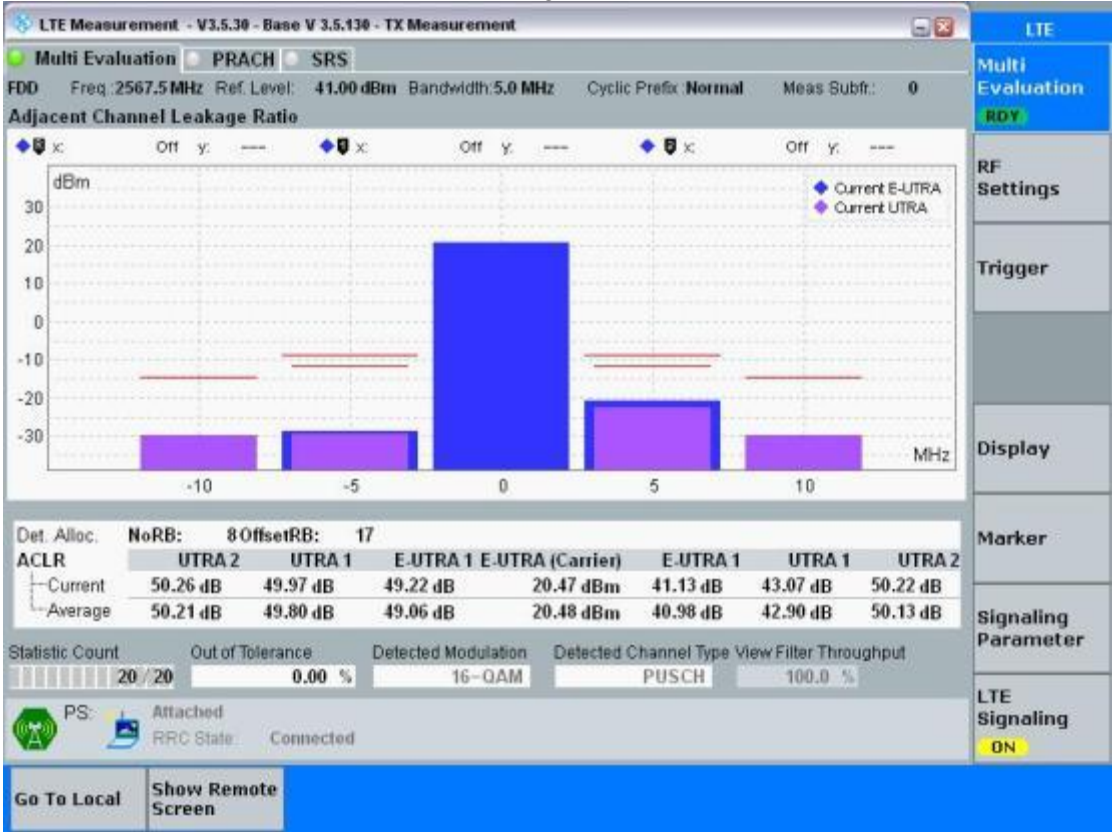 LTE Measurement - V3.5.30 - Base V 3.5.130 - TX Measurement
Multi Evaluation PRACH SRS
FDD Freq.:2567.5 MHz Ref. Level: 41.00 dBm Bandwidth:5.0 MHz Cyclic Prefix :Normal Meas Subfr.: 0
Adjacent Channel Leakage Ratio
x: Off y: --- x: Off y: --- x: Off y: ---
dBm
Current E-UTRA
Current UTRA
30
20
10
0
-10
-20
-30
MHz
-10 -5 0 5 10
Det. Alloc. NoRB: 8 OffsetRB: 17
ACLR UTRA 2 UTRA 1 E-UTRA 1 E-UTRA (Carrier) E-UTRA 1 UTRA 1 UTRA 2
Current 50.26 dB 49.97 dB 49.22 dB 20.47 dBm 41.13 dB 43.07 dB 50.22 dB
Average 50.21 dB 49.80 dB 49.06 dB 20.48 dBm 40.98 dB 42.90 dB 50.13 dB
Statistic Count Out of Tolerance Detected Modulation Detected Channel Type View Filter Throughput
20 / 20 0.00 % 16-QAM PUSCH 100.0 %
PS: Attached
RRC State: Connected
LTE
Multi
Evaluation
RDY
RF
Settings
Trigger
Display
Marker
Signaling
Parameter
LTE
Signaling
ON
Go To Local
Show Remote
Screen